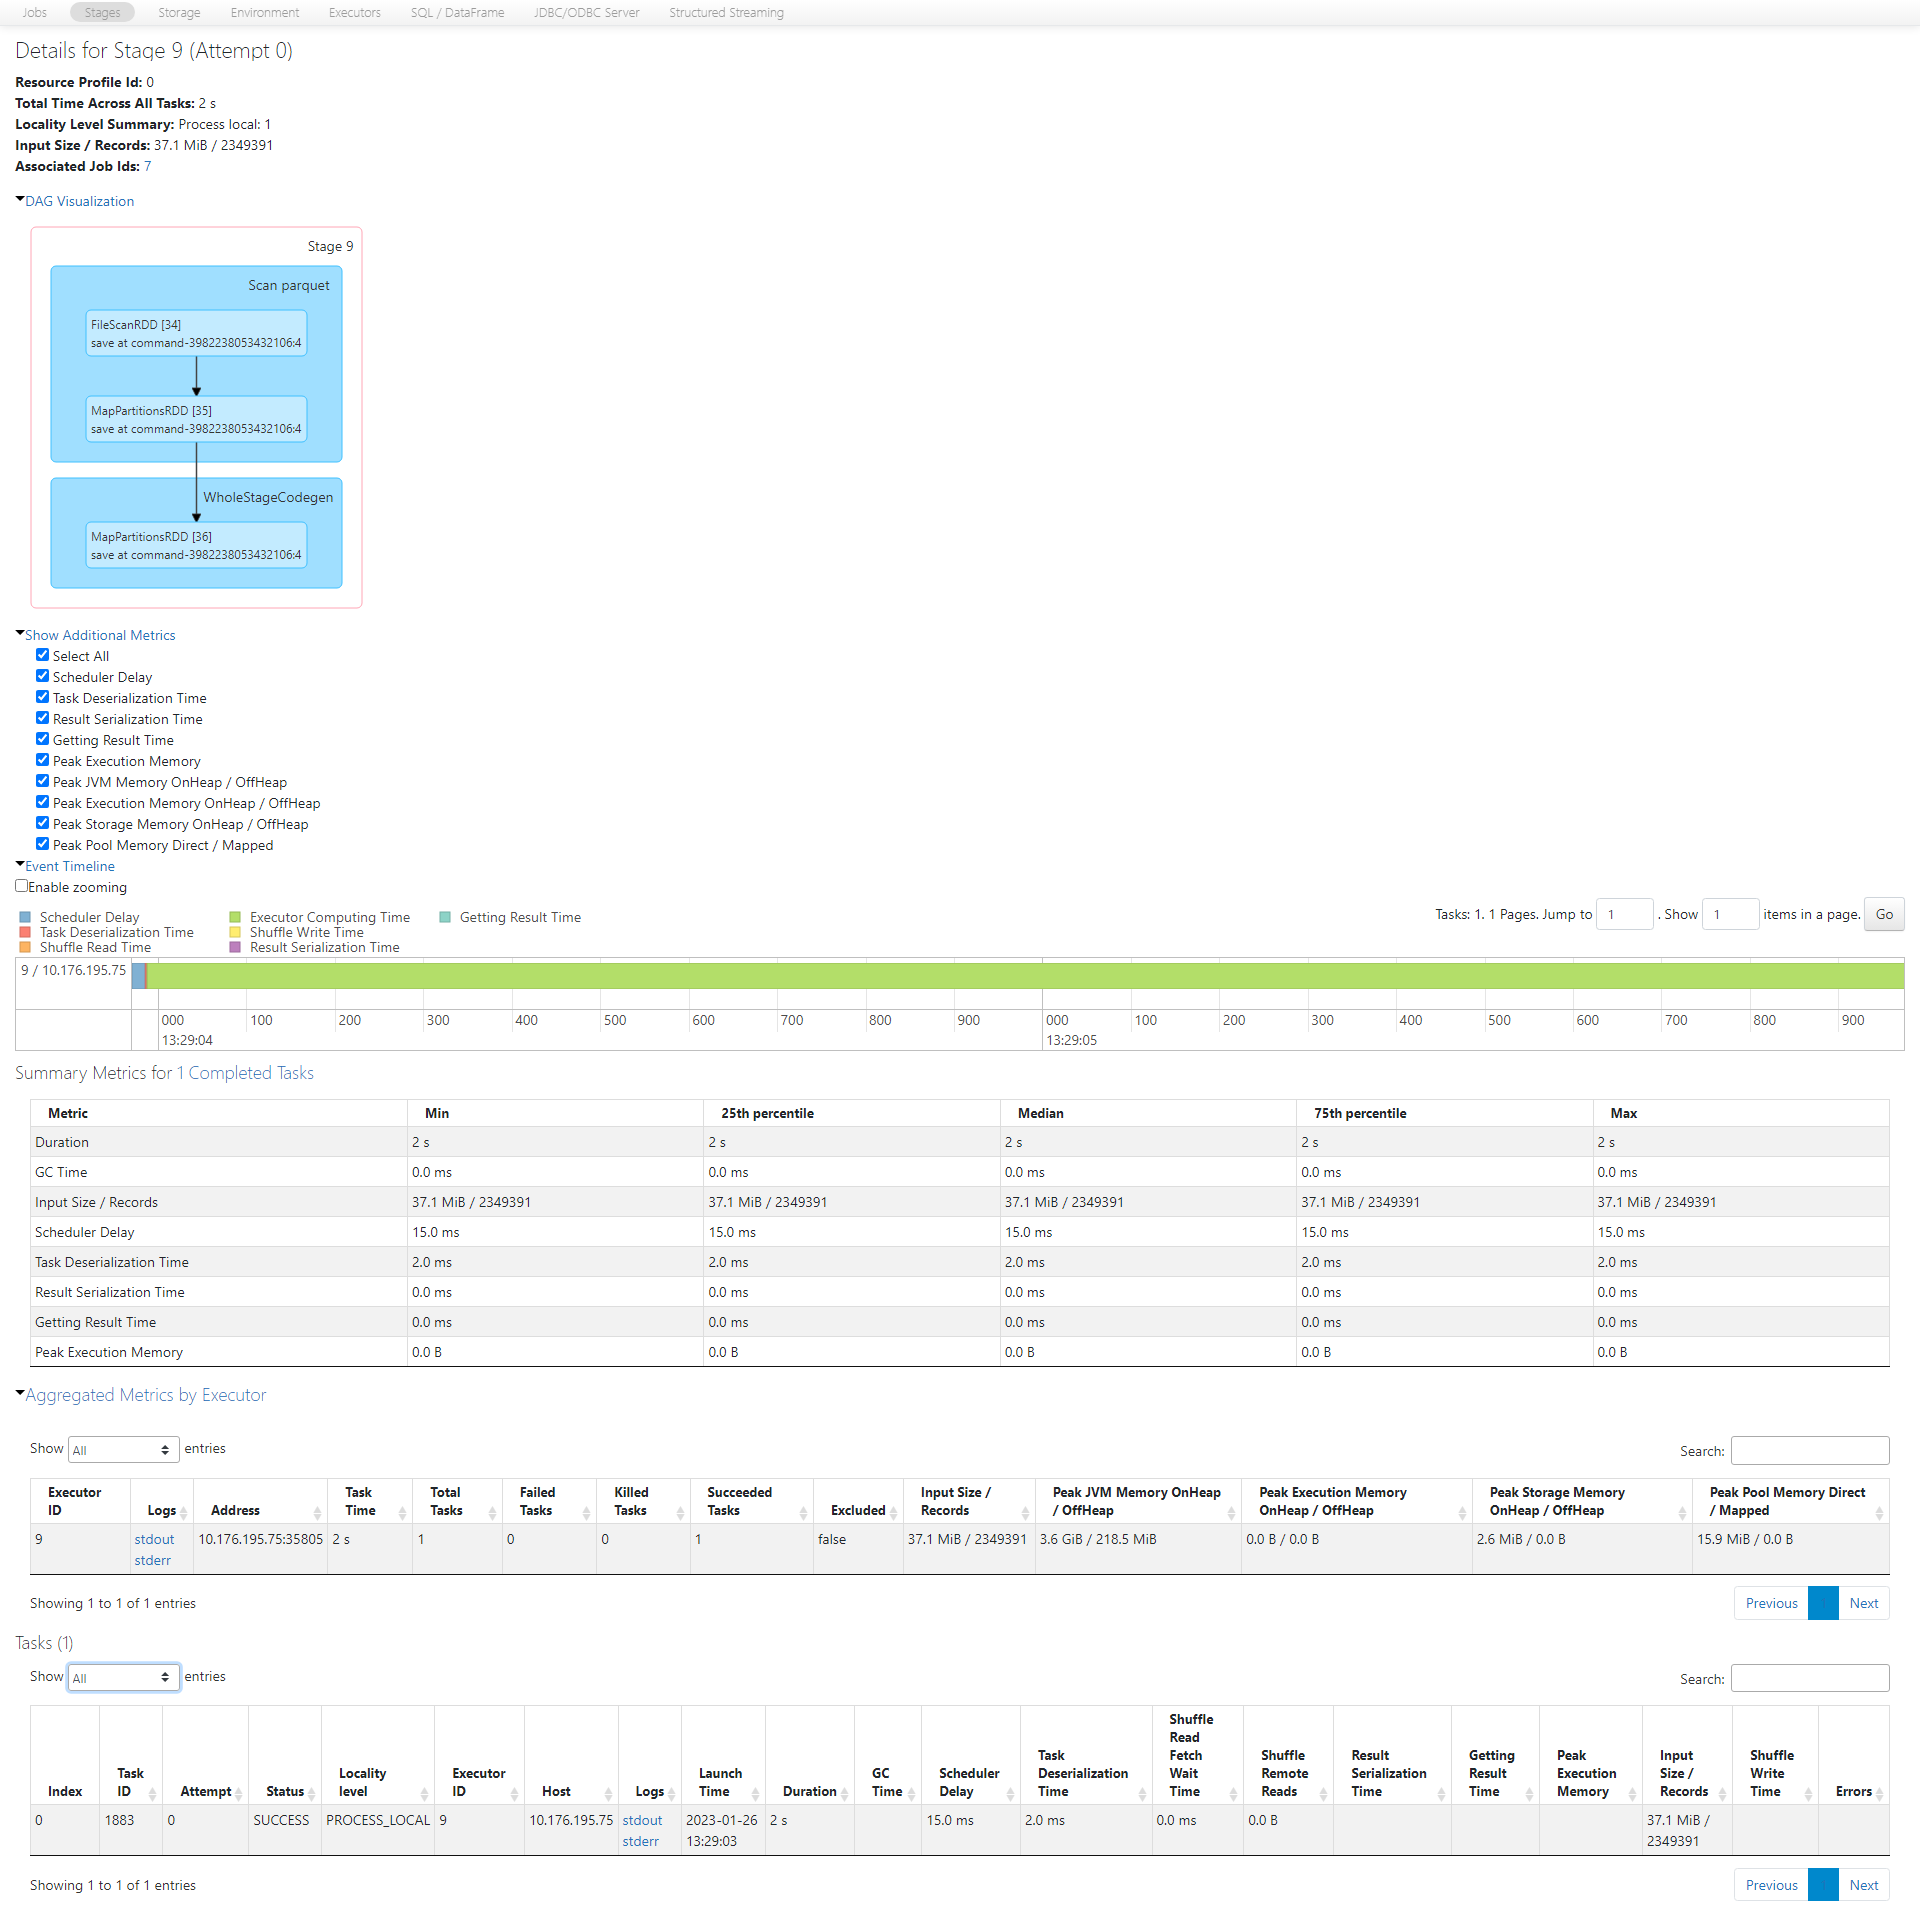 Jobs Stages Storage Environment Executors SQL / DataFrame JDBC/ODBC Server Structured Streaming
Details for Stage 9 (Attempt 0)
Resource Profile Id: 0
Total Time Across All Tasks: 2 s
Locality Level Summary: Process local: 1
Input Size / Records: 37.1 MiB / 2349391
Associated Job Ids: 7
DAG Visualization
Stage 9
Scan parquet
FileScanRDD [34]
save at command-3982238053432106:4
MapPartitionsRDD [35]
save at command-3982238053432106:4
WholeStageCodegen
MapPartitionsRDD [36]
save at command-3982238053432106:4
Show Additional Metrics
Select All
Scheduler Delay
Task Deserialization Time
Result Serialization Time
Getting Result Time
Peak Execution Memory
Peak JVM Memory OnHeap / OffHeap
Peak Execution Memory OnHeap / OffHeap
Peak Storage Memory OnHeap / OffHeap
Peak Pool Memory Direct / Mapped
Event Timeline
Enable zooming
Scheduler Delay Executor Computing Time Getting Result Time
Task Deserialization Time Shuffle Write Time
Shuffle Read Time Result Serialization Time
Tasks: 1. 1 Pages. Jump to 1 . Show 1 items in a page. Go
9 / 10.176.195.75
000 100 200 300 400 500 600 700 800 900 000 100 200 300 400 500 600 700 800 900
13:29:04 13:29:05
Summary Metrics for 1 Completed Tasks
Metric Min 25th percentile Median 75th percentile Max
Duration 2 s 2 s 2 s 2 s 2 s
GC Time 0.0 ms 0.0 ms 0.0 ms 0.0 ms 0.0 ms
Input Size / Records 37.1 MiB / 2349391 37.1 MiB / 2349391 37.1 MiB / 2349391 37.1 MiB / 2349391 37.1 MiB / 2349391
Scheduler Delay 15.0 ms 15.0 ms 15.0 ms 15.0 ms 15.0 ms
Task Deserialization Time 2.0 ms 2.0 ms 2.0 ms 2.0 ms 2.0 ms
Result Serialization Time 0.0 ms 0.0 ms 0.0 ms 0.0 ms 0.0 ms
Getting Result Time 0.0 ms 0.0 ms 0.0 ms 0.0 ms 0.0 ms
Peak Execution Memory 0.0 B 0.0 B 0.0 B 0.0 B 0.0 B
Aggregated Metrics by Executor
Show All entries Search:
Executor ID Logs Address Task Time Total Tasks Failed Tasks Killed Tasks Succeeded Tasks Excluded Input Size / Records Peak JVM Memory OnHeap / OffHeap Peak Execution Memory OnHeap / OffHeap Peak Storage Memory OnHeap / OffHeap Peak Pool Memory Direct / Mapped
9 stdout 10.176.195.75:35805 2 s 1 0 0 1 false 37.1 MiB / 2349391 3.6 GiB / 218.5 MiB 0.0 B / 0.0 B 2.6 MiB / 0.0 B 15.9 MiB / 0.0 B
stderr
Showing 1 to 1 of 1 entries Previous Next
Tasks (1)
Show All entries Search:
Index Task ID Attempt Status Locality level Executor ID Host Logs Launch Time Duration GC Time Scheduler Delay Task Deserialization Time Shuffle Read Fetch Wait Time Shuffle Remote Reads Result Serialization Time Getting Result Time Peak Execution Memory Input Size / Records Shuffle Write Time Errors
0 1883 0 SUCCESS PROCESS_LOCAL 9 10.176.195.75 stdout 2023-01-26 2 s 15.0 ms 2.0 ms 0.0 ms 0.0 B 37.1 MiB /
stderr 13:29:03 2349391
Showing 1 to 1 of 1 entries Previous Next